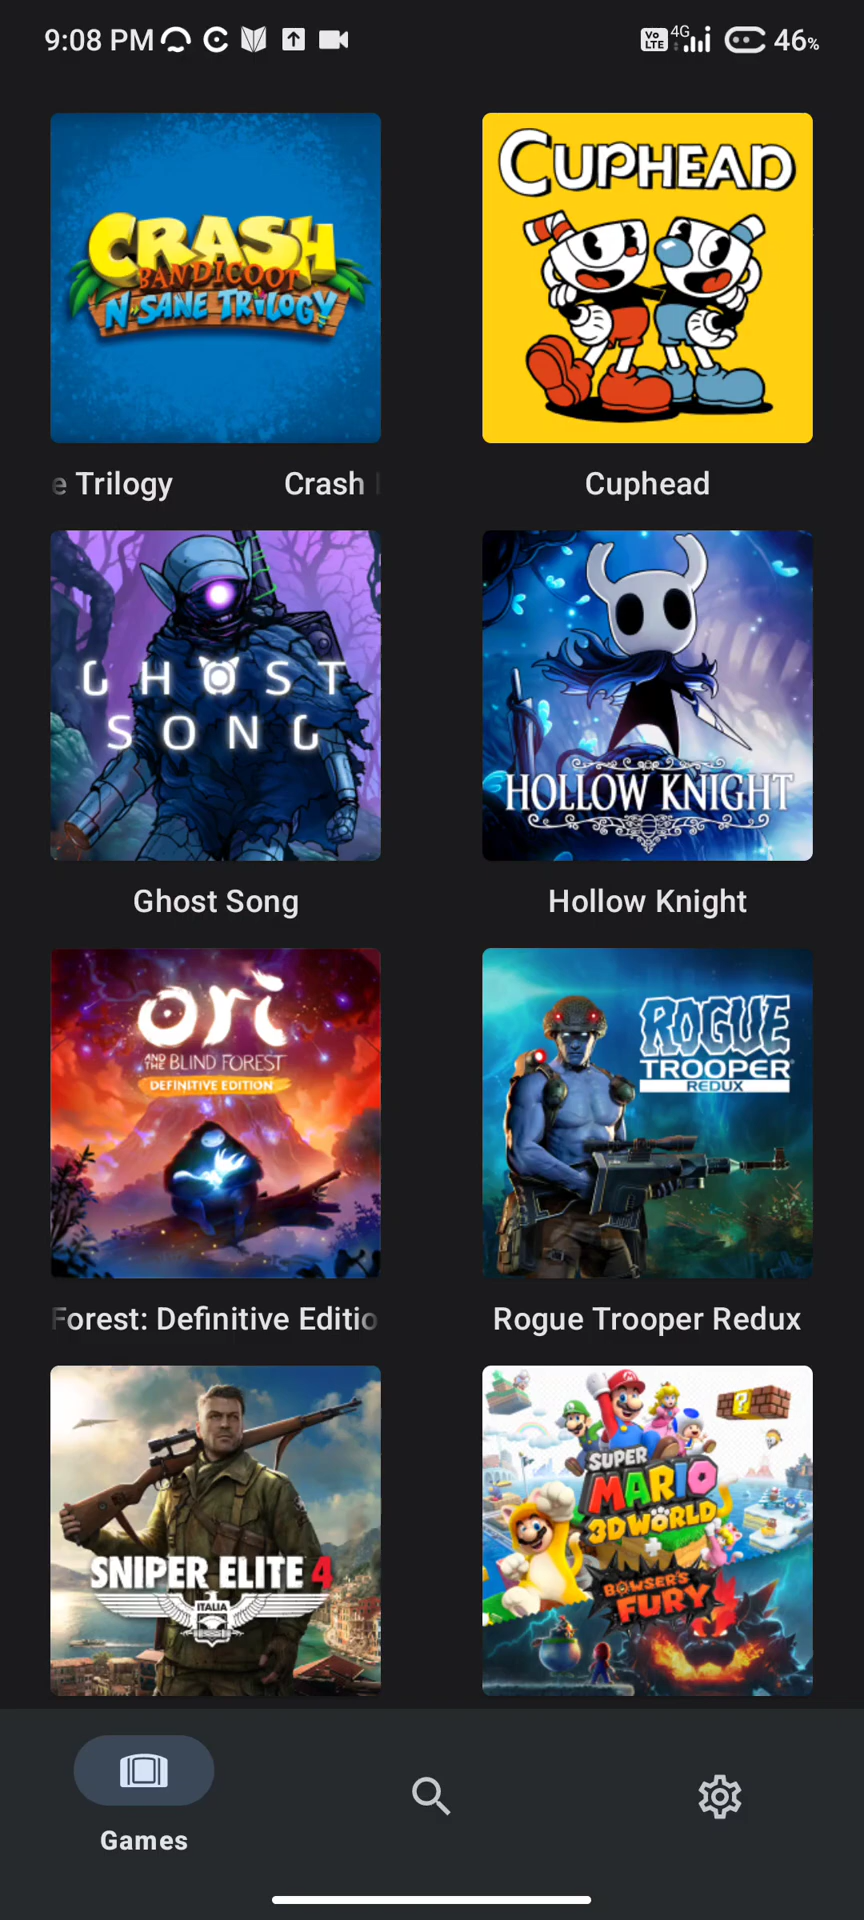 9:08 PM
Vo LTE 4G 46%
CRASH
BANDICOOT
N·SANE TRILOGY
CUPHEAD
e Trilogy Crash
Cuphead
GHOST
SONG
HOLLOW KNIGHT
Ghost Song
Hollow Knight
ori
AND THE BLIND FOREST
DEFINITIVE EDITION
ROGUE
TROOPER
REDUX
Forest: Definitive Editio
Rogue Trooper Redux
SNIPER ELITE 4
ITALIA
SUPER
MARIO
3D WORLD
+
BOWSER'S
FURY
Games